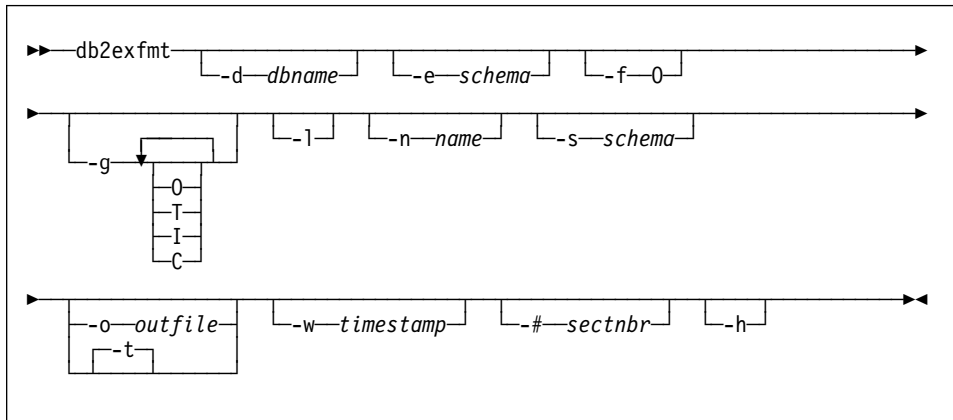 db2exfmt -d dbname -e schema -f O
-g O T I C -l -n name -s schema
-o outfile -t -w timestamp -# sectnbr -h